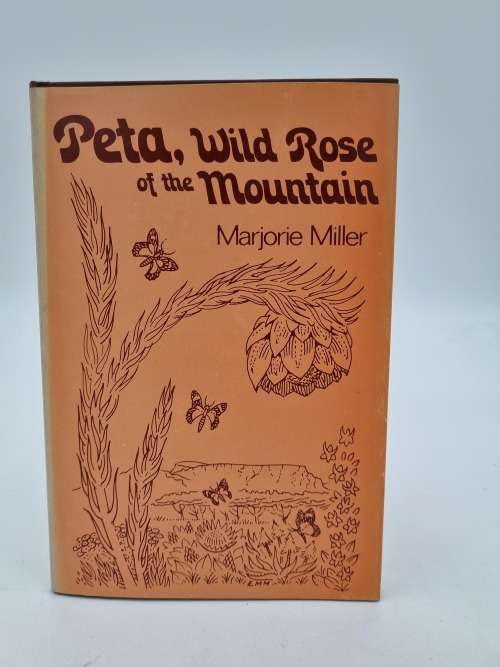 Peta, Wild Rose
of the Mountain
Marjorie Miller
E.M.M.